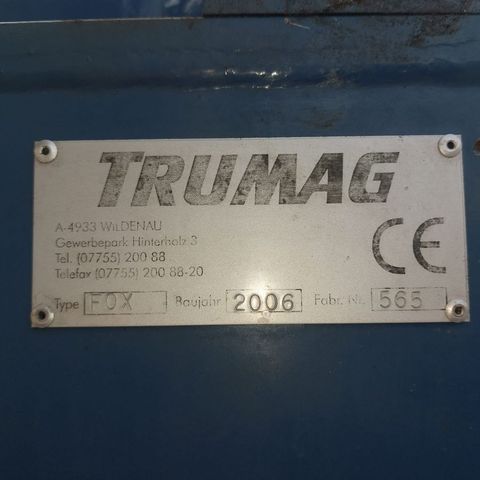 TRUMAG
A-4933 WILDENAU
Gewerbepark Hinterholz 3
Tel. (07755) 200 88
Telefax (07755) 200 88-20
CE
Type FOX Baujahr 2006 Fabr. Nr. 565